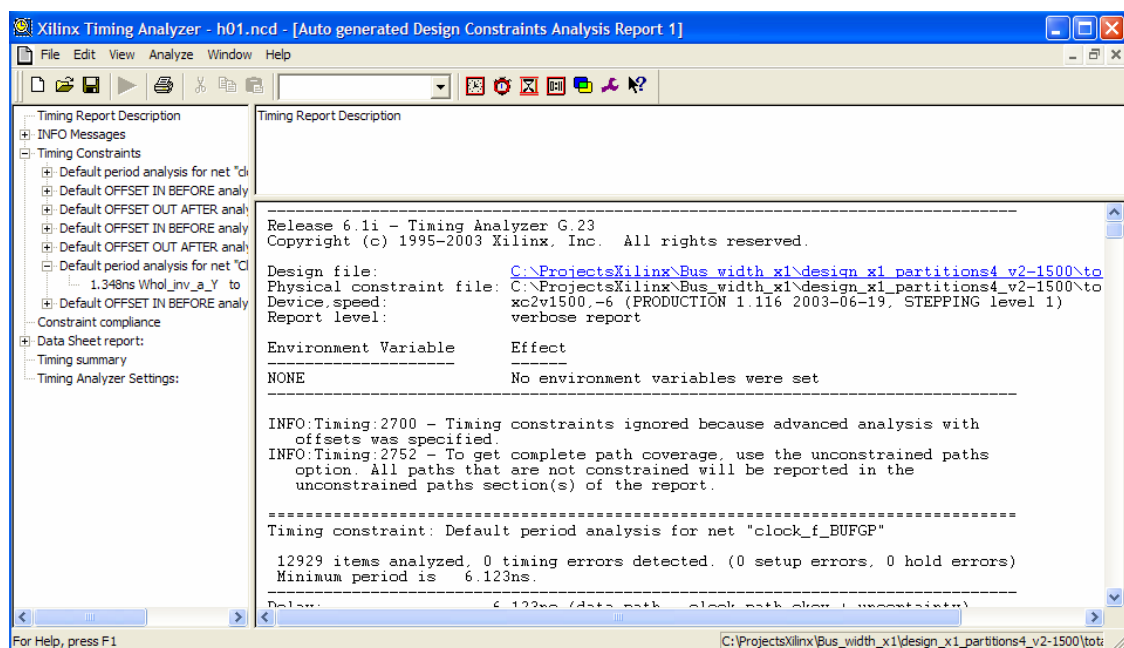 Xilinx Timing Analyzer - h01.ncd - [Auto generated Design Constraints Analysis Report 1]
File Edit View Analyze Window Help
Timing Report Description
INFO Messages
Timing Constraints
Default period analysis for net "cl
Default OFFSET IN BEFORE analy
Default OFFSET OUT AFTER analy
Default OFFSET IN BEFORE analy
Default OFFSET OUT AFTER analy
Default period analysis for net "Cl
1.348ns Whol_inv_a_Y to
Default OFFSET IN BEFORE analy
Constraint compliance
Data Sheet report:
Timing summary
Timing Analyzer Settings:
Timing Report Description
Release 6.1i - Timing Analyzer G.23
Copyright (c) 1995-2003 Xilinx, Inc. All rights reserved.
Design file: C:\ProjectsXilinx\Bus_width_x1\design_x1_partitions4_v2-1500\to
Physical constraint file: C:\ProjectsXilinx\Bus_width_x1\design_x1_partitions4_v2-1500\to
Device,speed: xc2v1500,-6 (PRODUCTION 1.116 2003-06-19, STEPPING level 1)
Report level: verbose report
Environment Variable Effect
NONE No environment variables were set
INFO:Timing:2700 - Timing constraints ignored because advanced analysis with
offsets was specified.
INFO:Timing:2752 - To get complete path coverage, use the unconstrained paths
option. All paths that are not constrained will be reported in the
unconstrained paths section(s) of the report.
Timing constraint: Default period analysis for net "clock_f_BUFGP"
12929 items analyzed, 0 timing errors detected. (0 setup errors, 0 hold errors)
Minimum period is 6.123ns.
Delay: 6.123ns (data path - clock path skew + uncertainty)
For Help, press F1
C:\ProjectsXilinx\Bus_width_x1\design_x1_partitions4_v2-1500\tota